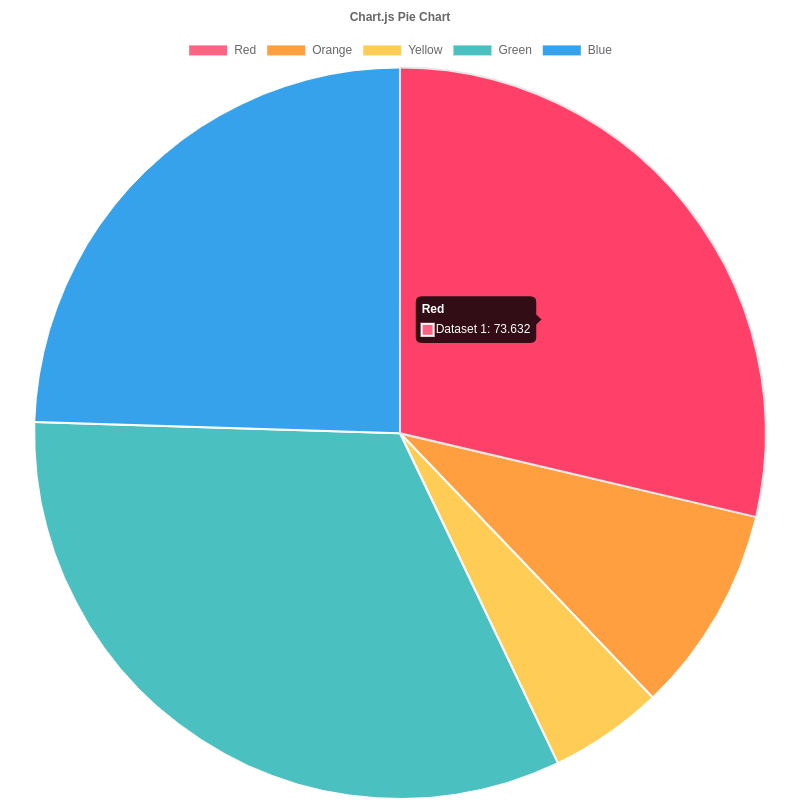 Chart.js Pie Chart
Red Orange Yellow Green Blue
Red
Dataset 1: 73.632